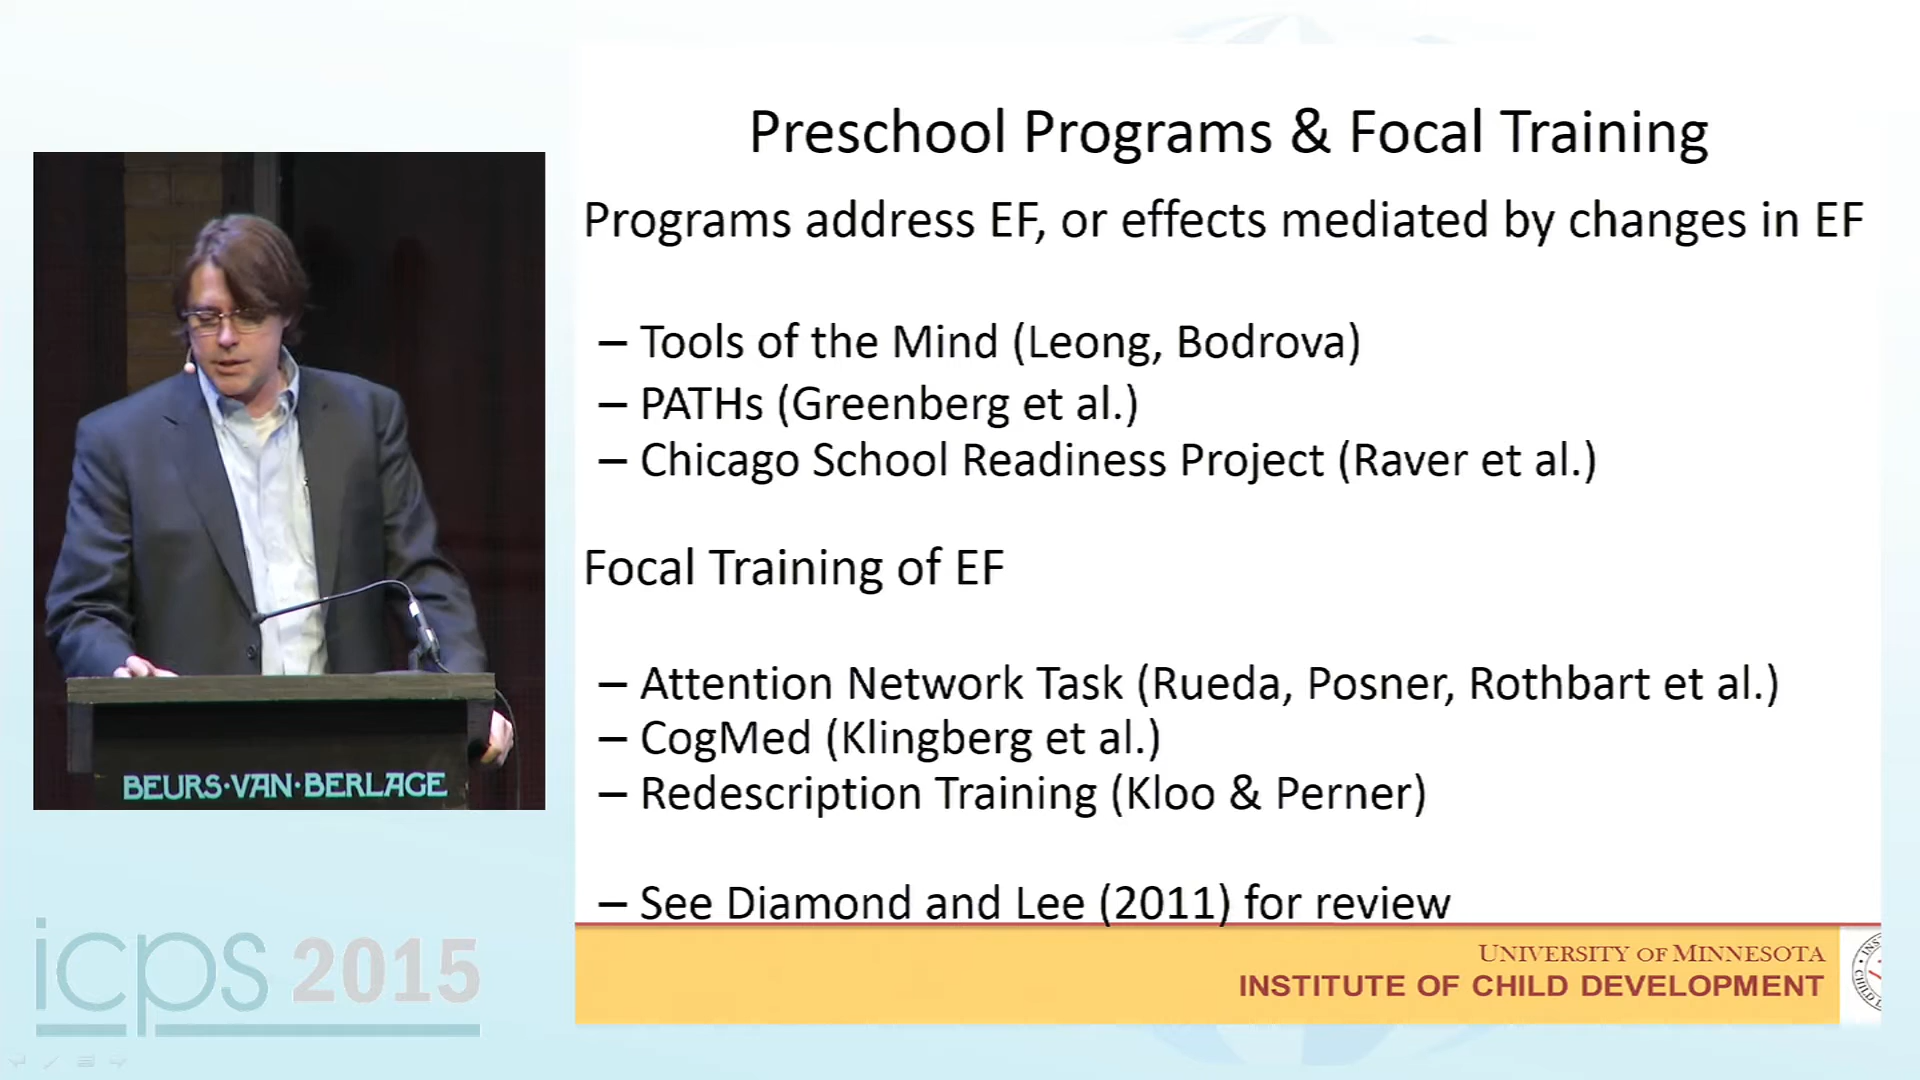 Preschool Programs & Focal Training
Programs address EF, or effects mediated by changes in EF
– Tools of the Mind (Leong, Bodrova)
– PATHs (Greenberg et al.)
– Chicago School Readiness Project (Raver et al.)
Focal Training of EF
– Attention Network Task (Rueda, Posner, Rothbart et al.)
– CogMed (Klingberg et al.)
– Redescription Training (Kloo & Perner)
– See Diamond and Lee (2011) for review
UNIVERSITY OF MINNESOTA
INSTITUTE OF CHILD DEVELOPMENT
BEURS·VAN·BERLAGE
icps 2015